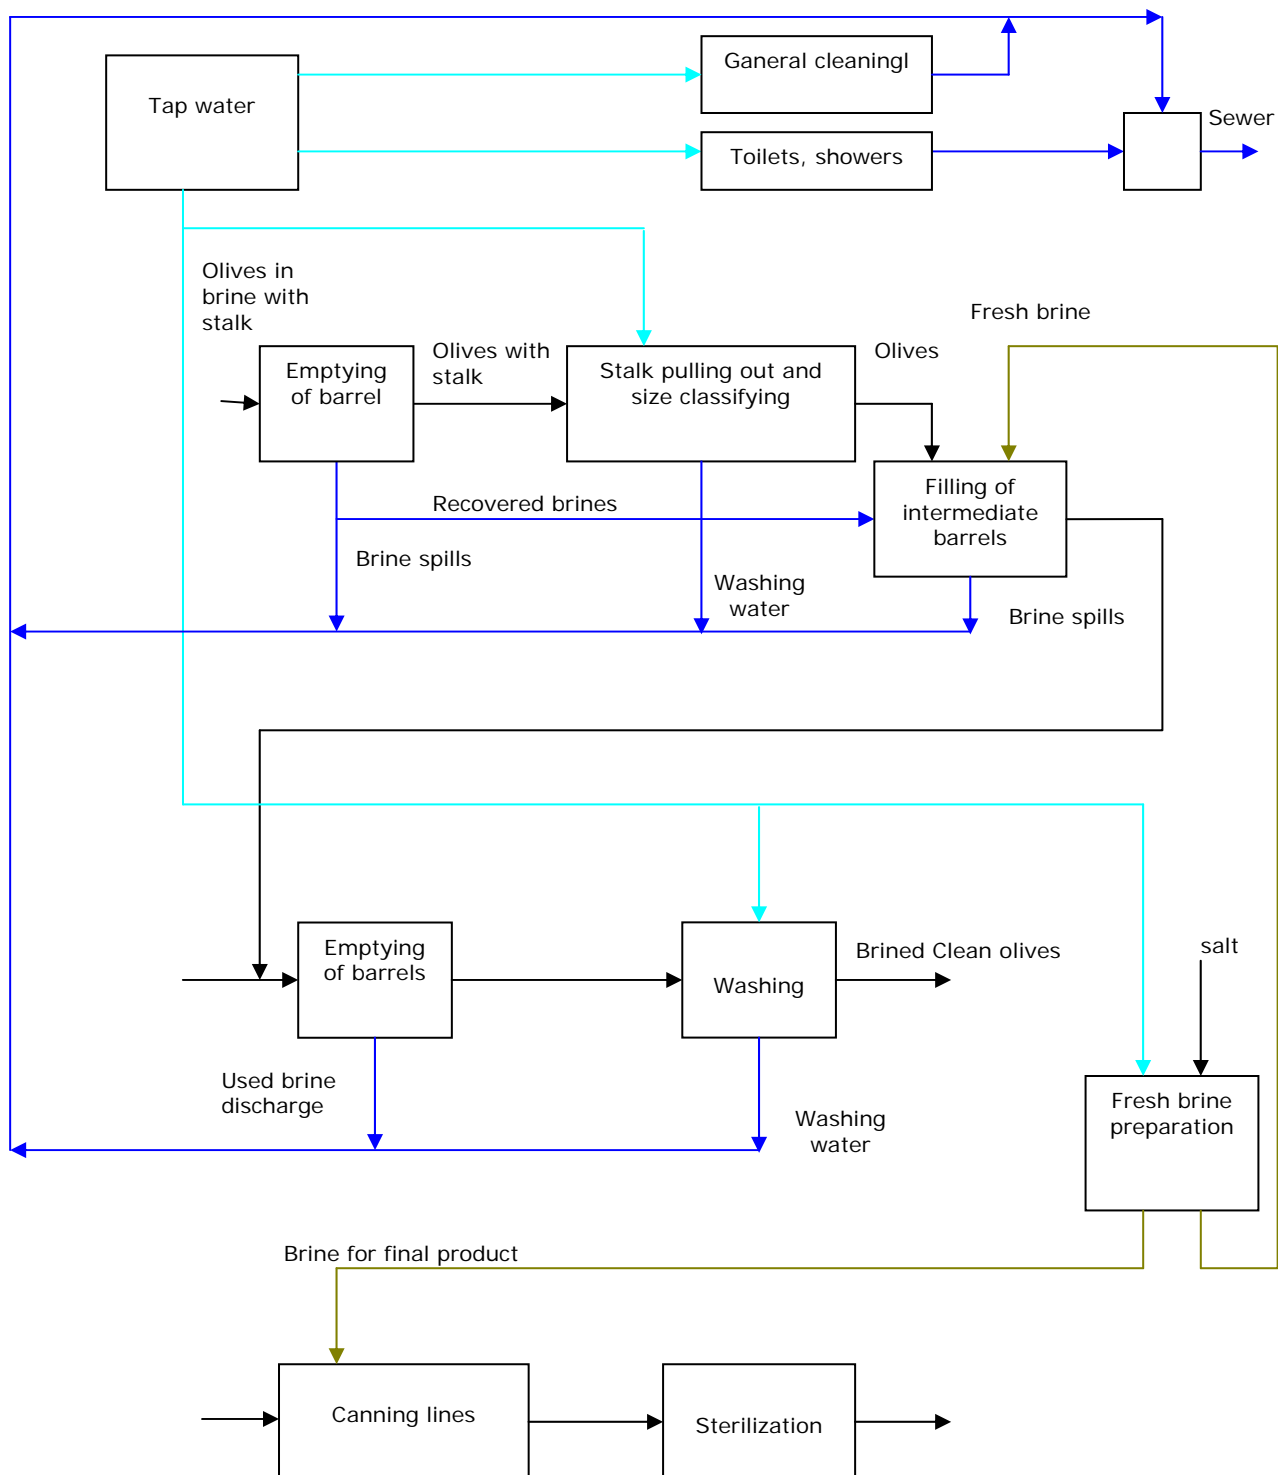 Ganeral cleaningl
Tap water
Sewer
Toilets, showers
Olives in
brine with
stalk
Fresh brine
Olives with
stalk
Olives
Emptying
of barrel
Stalk pulling out and
size classifying
Recovered brines
Filling of
intermediate
barrels
Brine spills
Washing
water
Brine spills
Emptying
of barrels
Washing
Brined Clean olives
salt
Used brine
discharge
Washing
water
Fresh brine
preparation
Brine for final product
Canning lines
Sterilization